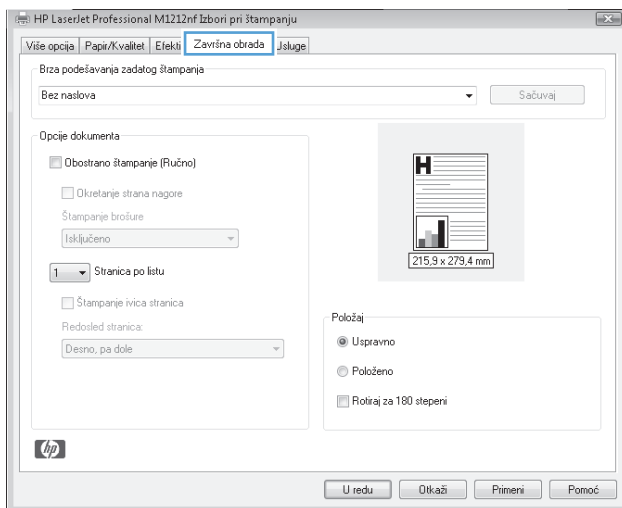 HP LaserJet Professional M1212nf Izbori pri štampanju
Više opcija Papir/Kvalitet Efekti Završna obrada Usluge
Brza podešavanja zadatog štampanja
Bez naslova Sačuvaj
Opcije dokumenta
Obostrano štampanje (Ručno)
Okretanje strana nagore
Štampanje brošure
Isključeno
1 Stranica po listu
Štampanje ivica stranica
Redosled stranica:
Desno, pa dole
H
215,9 x 279,4 mm
Položaj
Uspravno
Položeno
Rotiraj za 180 stepeni
hp
U redu Otkaži Primeni Pomoć